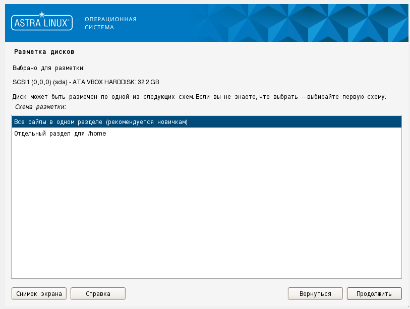 ASTRA LINUX
ОПЕРАЦИОННАЯ
СИСТЕМА
Разметка дисков
Выбрано для разметки:
SCSI1 (0,0,0) (sda) - ATA VBOX HARDDISK: 32.2 GB
Диск может быть размечен по одной из следующих схем. Если вы не знаете, что выбрать -- выбирайте первую схему.
Схема разметки:
Все файлы в одном разделе (рекомендуется новичкам)
Отдельный раздел для /home
Снимок экрана
Справка
Вернуться
Продолжить